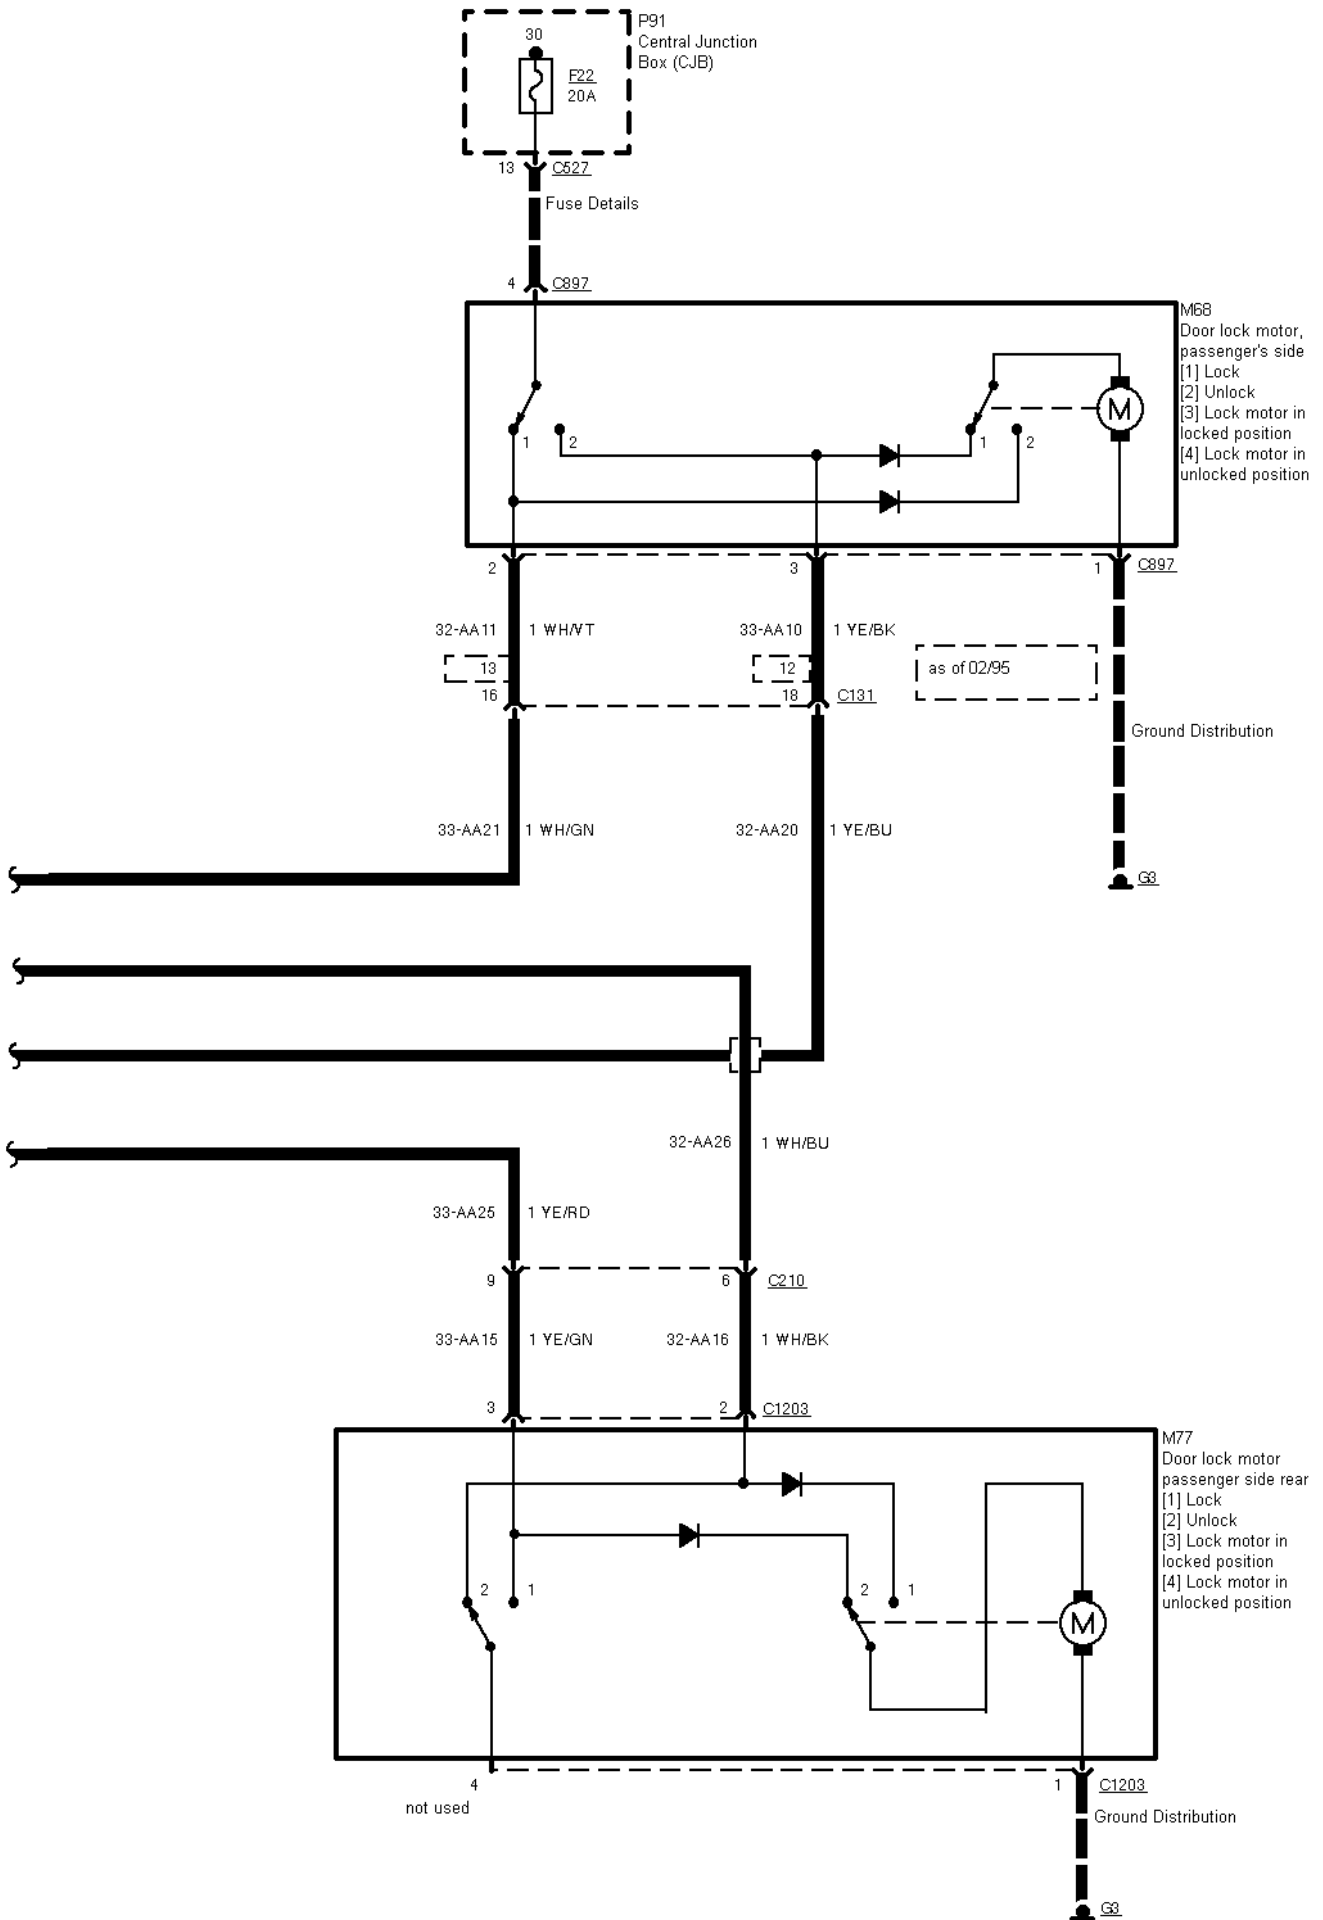 P91
Central Junction
Box (CJB)
30
F22
20A
13 C527
Fuse Details
4 C897
M68
Door lock motor,
passenger's side
[1] Lock
[2] Unlock
[3] Lock motor in
locked position
[4] Lock motor in
unlocked position
M
1 2 1 2
2 3 1 C897
32-AA11 1 WH/VT 33-AA10 1 YE/BK
13 12 as of 02/95
16 18 C131
Ground Distribution
33-AA21 1 WH/GN 32-AA20 1 YE/BU
G3
32-AA26 1 WH/BU
33-AA25 1 YE/RD
9 6 C210
33-AA15 1 YE/GN 32-AA16 1 WH/BK
3 2 C1203
M77
Door lock motor
passenger side rear
[1] Lock
[2] Unlock
[3] Lock motor in
locked position
[4] Lock motor in
unlocked position
2 1 2 1
M
4 1 C1203
not used
Ground Distribution
G3